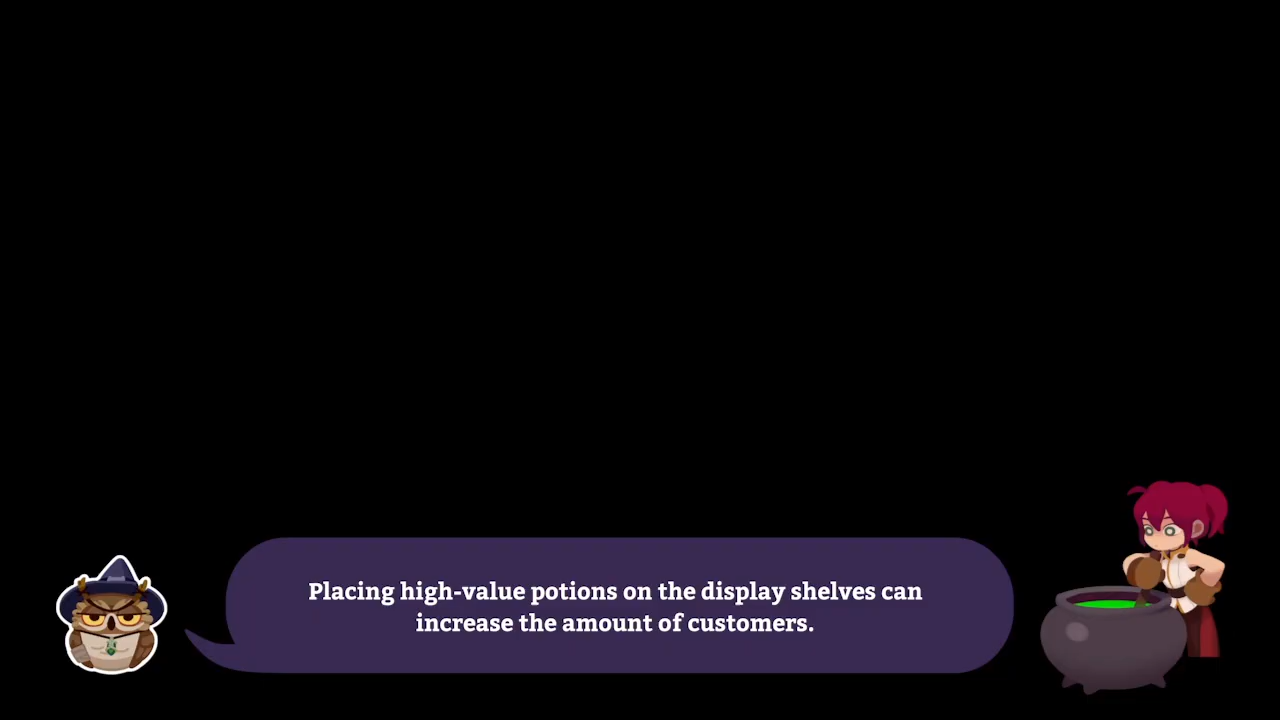 Placing high-value potions on the display shelves can
increase the amount of customers.